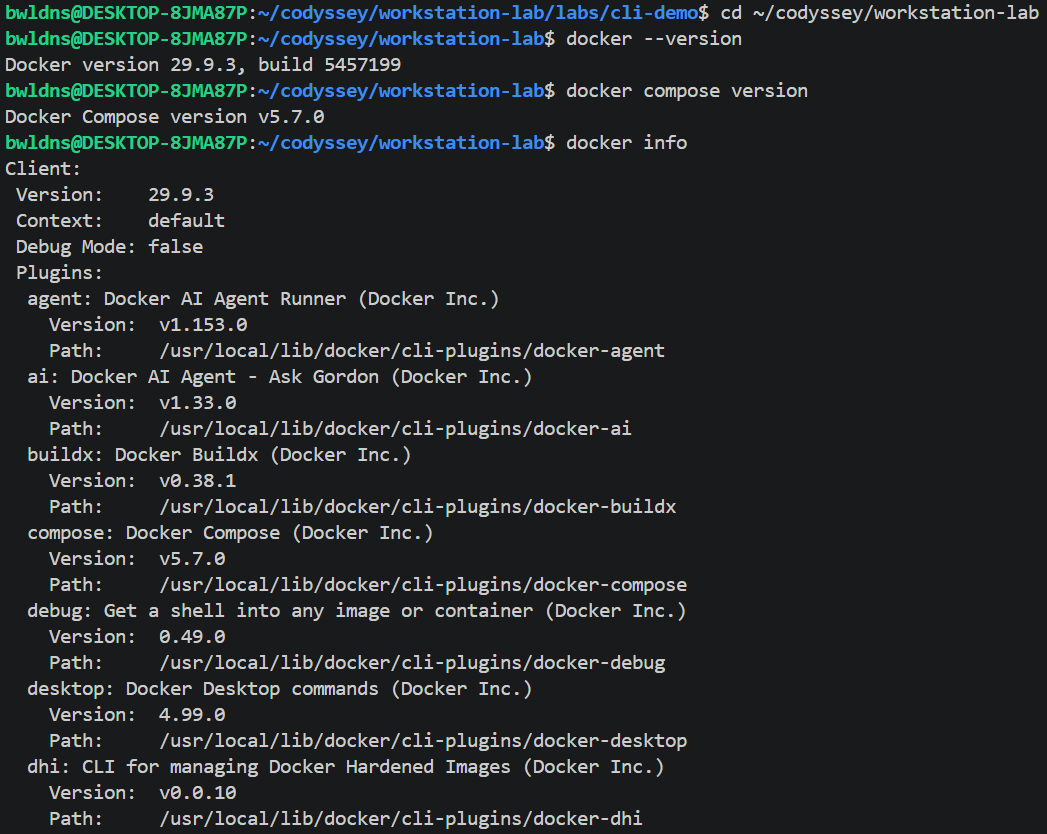 bwldns@DESKTOP-8JMA87P:~/codyssey/workstation-lab/labs/cli-demo$ cd ~/codyssey/workstation-lab
bwldns@DESKTOP-8JMA87P:~/codyssey/workstation-lab$ docker --version
Docker version 29.9.3, build 5457199
bwldns@DESKTOP-8JMA87P:~/codyssey/workstation-lab$ docker compose version
Docker Compose version v5.7.0
bwldns@DESKTOP-8JMA87P:~/codyssey/workstation-lab$ docker info
Client:
 Version:    29.9.3
 Context:    default
 Debug Mode: false
 Plugins:
  agent: Docker AI Agent Runner (Docker Inc.)
    Version:  v1.153.0
    Path:     /usr/local/lib/docker/cli-plugins/docker-agent
  ai: Docker AI Agent - Ask Gordon (Docker Inc.)
    Version:  v1.33.0
    Path:     /usr/local/lib/docker/cli-plugins/docker-ai
  buildx: Docker Buildx (Docker Inc.)
    Version:  v0.38.1
    Path:     /usr/local/lib/docker/cli-plugins/docker-buildx
  compose: Docker Compose (Docker Inc.)
    Version:  v5.7.0
    Path:     /usr/local/lib/docker/cli-plugins/docker-compose
  debug: Get a shell into any image or container (Docker Inc.)
    Version:  0.49.0
    Path:     /usr/local/lib/docker/cli-plugins/docker-debug
  desktop: Docker Desktop commands (Docker Inc.)
    Version:  4.99.0
    Path:     /usr/local/lib/docker/cli-plugins/docker-desktop
  dhi: CLI for managing Docker Hardened Images (Docker Inc.)
    Version:  v0.0.10
    Path:     /usr/local/lib/docker/cli-plugins/docker-dhi